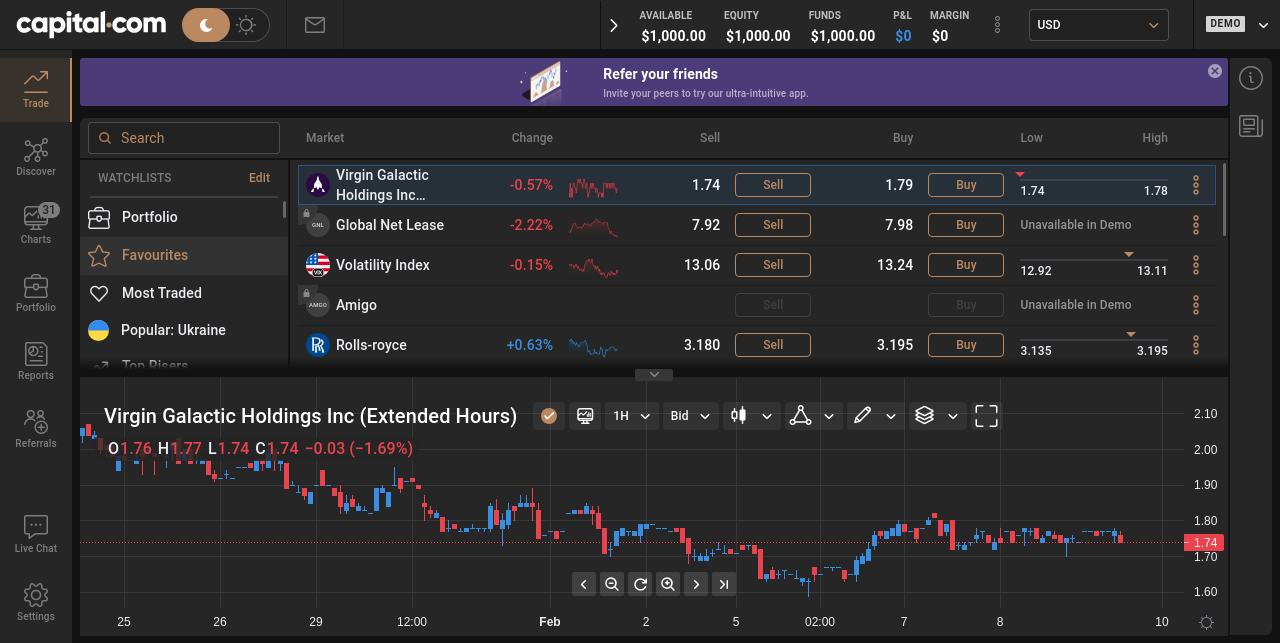 capital.com
AVAILABLE EQUITY FUNDS P&L MARGIN
$1,000.00 $1,000.00 $1,000.00 $0 $0
USD
DEMO
Trade
Discover
31
Charts
Portfolio
Reports
Referrals
Live Chat
Settings
Refer your friends
Invite your peers to try our ultra-intuitive app.
Search
WATCHLISTS Edit
Portfolio
Favourites
Most Traded
Popular: Ukraine
Top Risers
Market Change Sell Buy Low High
Virgin Galactic
Holdings Inc... -0.57% 1.74 Sell 1.79 Buy 1.74 1.78
GNL Global Net Lease -2.22% 7.92 Sell 7.98 Buy Unavailable in Demo
VIX Volatility Index -0.15% 13.06 Sell 13.24 Buy 12.92 13.11
AMGO Amigo Sell Buy Unavailable in Demo
Rolls-royce +0.63% 3.180 Sell 3.195 Buy 3.135 3.195
Virgin Galactic Holdings Inc (Extended Hours) 1H Bid
O1.76 H1.77 L1.74 C1.74 −0.03 (−1.69%)
2.10
2.00
1.90
1.80
1.74
1.70
1.60
25 26 29 12:00 Feb 2 5 02:00 7 8 10